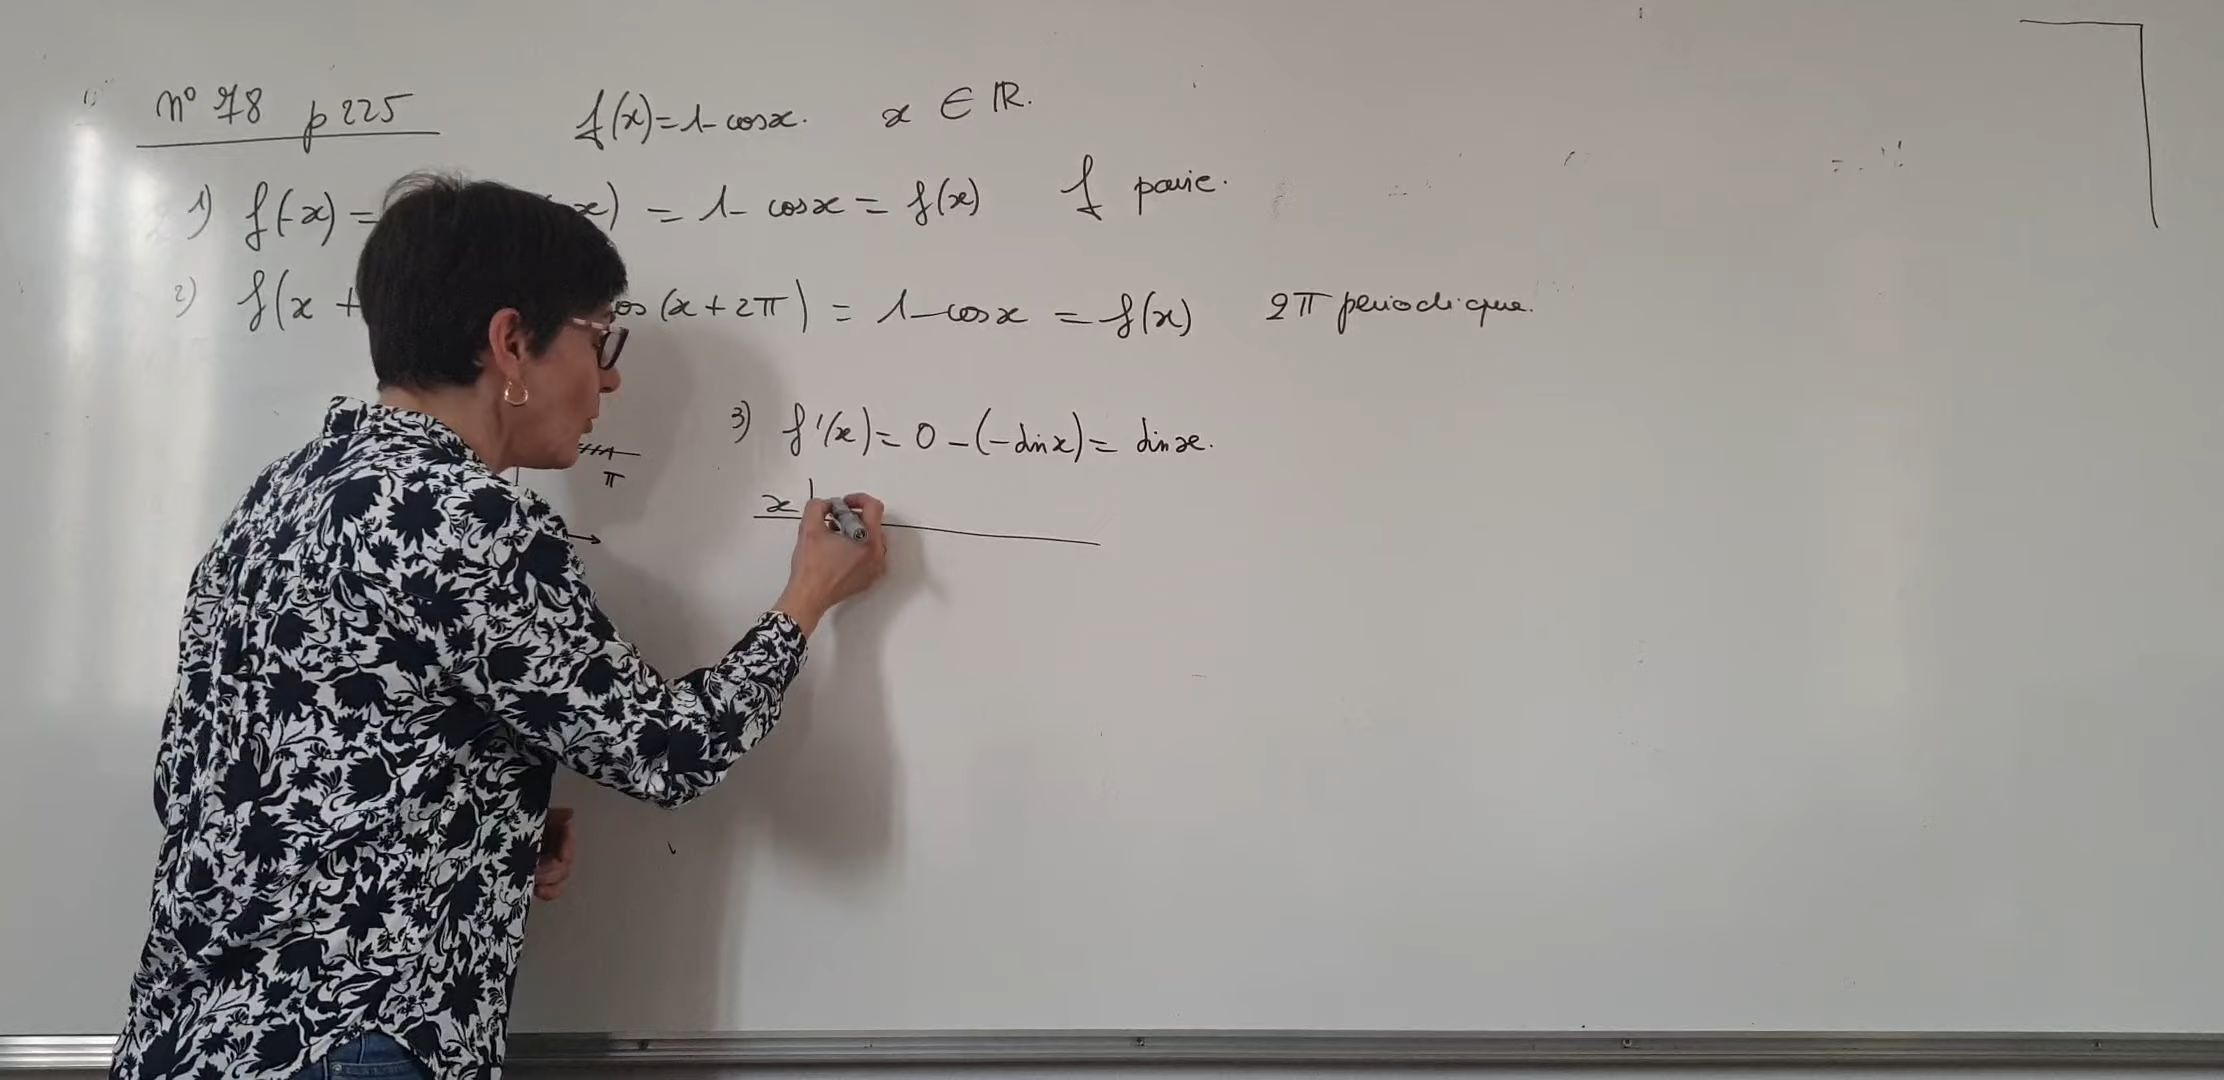 n° 78 p 225 f(x)=1-cosx. x ∈ ℝ.
1) f(-x) = x) = 1- cosx = f(x) f paire.
2) f(x + os (x+2π) = 1-cosx = f(x) 2π periodique.
π
3) f'(x)= 0-(-sinx)= sinx.
x